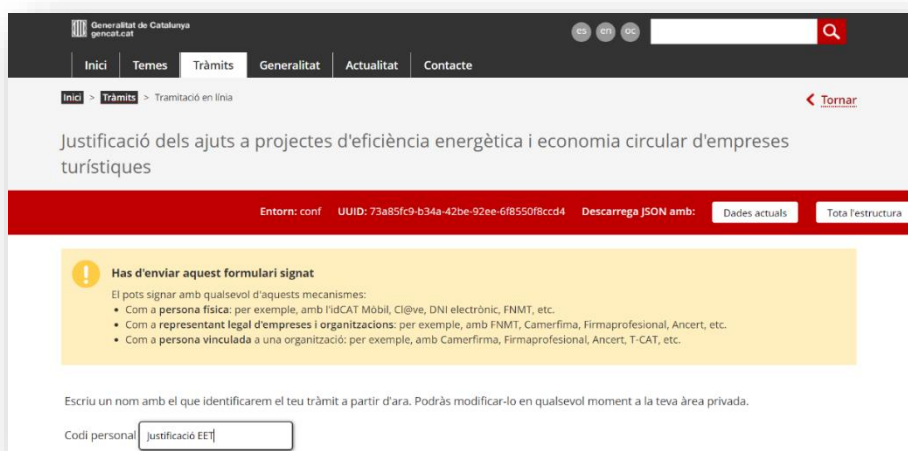 Generalitat de Catalunya
gencat.cat
es en oc
Inici Temes Tràmits Generalitat Actualitat Contacte
Inici > Tràmits > Tramitació en línia
Tornar
Justificació dels ajuts a projectes d'eficiència energètica i economia circular d'empreses
turístiques
Entorn: conf UUID: 73a85fc9-b34a-42be-92ee-6f8550f8ccd4 Descarrega JSON amb: Dades actuals Tota l'estructura
Has d'enviar aquest formulari signat
El pots signar amb qualsevol d'aquests mecanismes:
• Com a persona física: per exemple, amb l'idCAT Mòbil, Cl@ve, DNI electrònic, FNMT, etc.
• Com a representant legal d'empreses i organitzacions: per exemple, amb FNMT, Camerfima, Firmaprofesional, Ancert, etc.
• Com a persona vinculada a una organització: per exemple, amb Camerfirma, Firmaprofesional, Ancert, T-CAT, etc.
Escriu un nom amb el que identificarem el teu tràmit a partir d'ara. Podràs modificar-lo en qualsevol moment a la teva àrea privada.
Codi personal Justificació EET